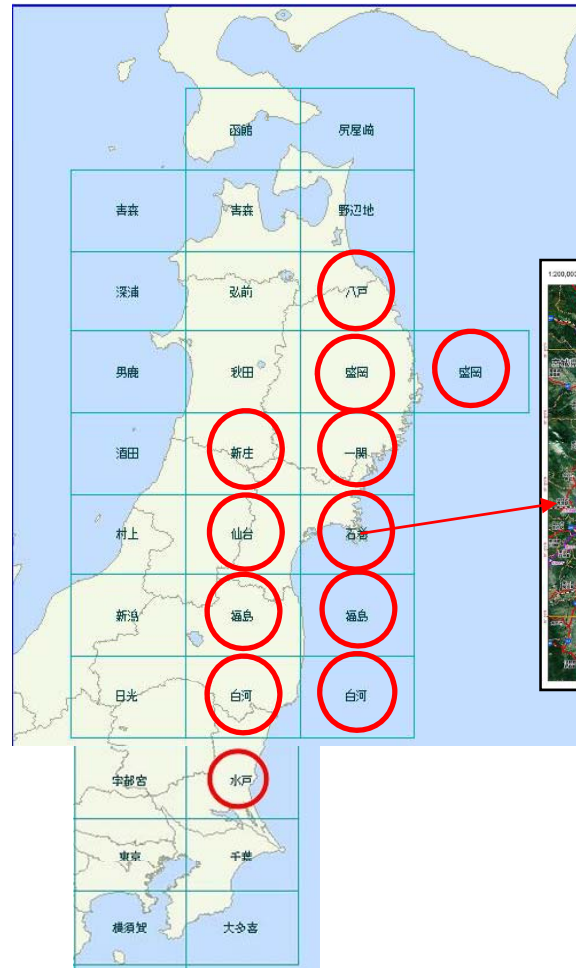 函館 尻屋崎
青森 青森 野辺地
深浦 弘前 八戸
男鹿 秋田 盛岡 盛岡
酒田 新庄 一関
村上 仙台 石巻
新潟 福島 福島
日光 白河 白河
宇都宮 水戸
東京 千葉
横須賀 大多喜